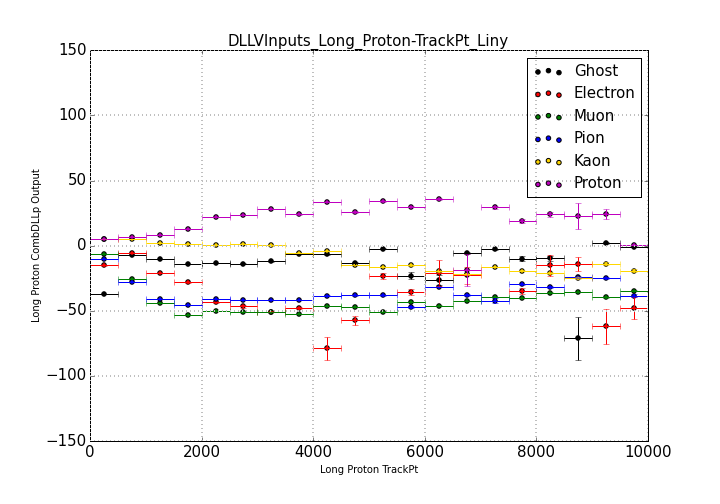 DLLVInputs_Long_Proton-TrackPt_Liny
150
100
50
0
−50
−100
−150
Long Proton CombDLLp Output
Ghost
Electron
Muon
Pion
Kaon
Proton
0 2000 4000 6000 8000 10000
Long Proton TrackPt